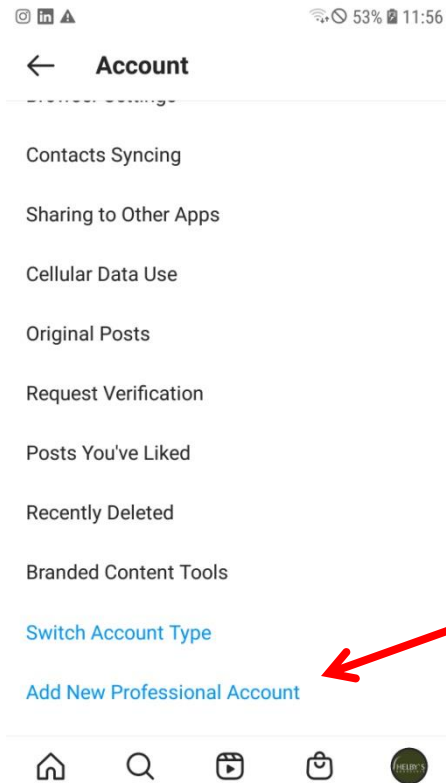 53% 11:56
Account
Contacts Syncing
Sharing to Other Apps
Cellular Data Use
Original Posts
Request Verification
Posts You've Liked
Recently Deleted
Branded Content Tools
Switch Account Type
Add New Professional Account